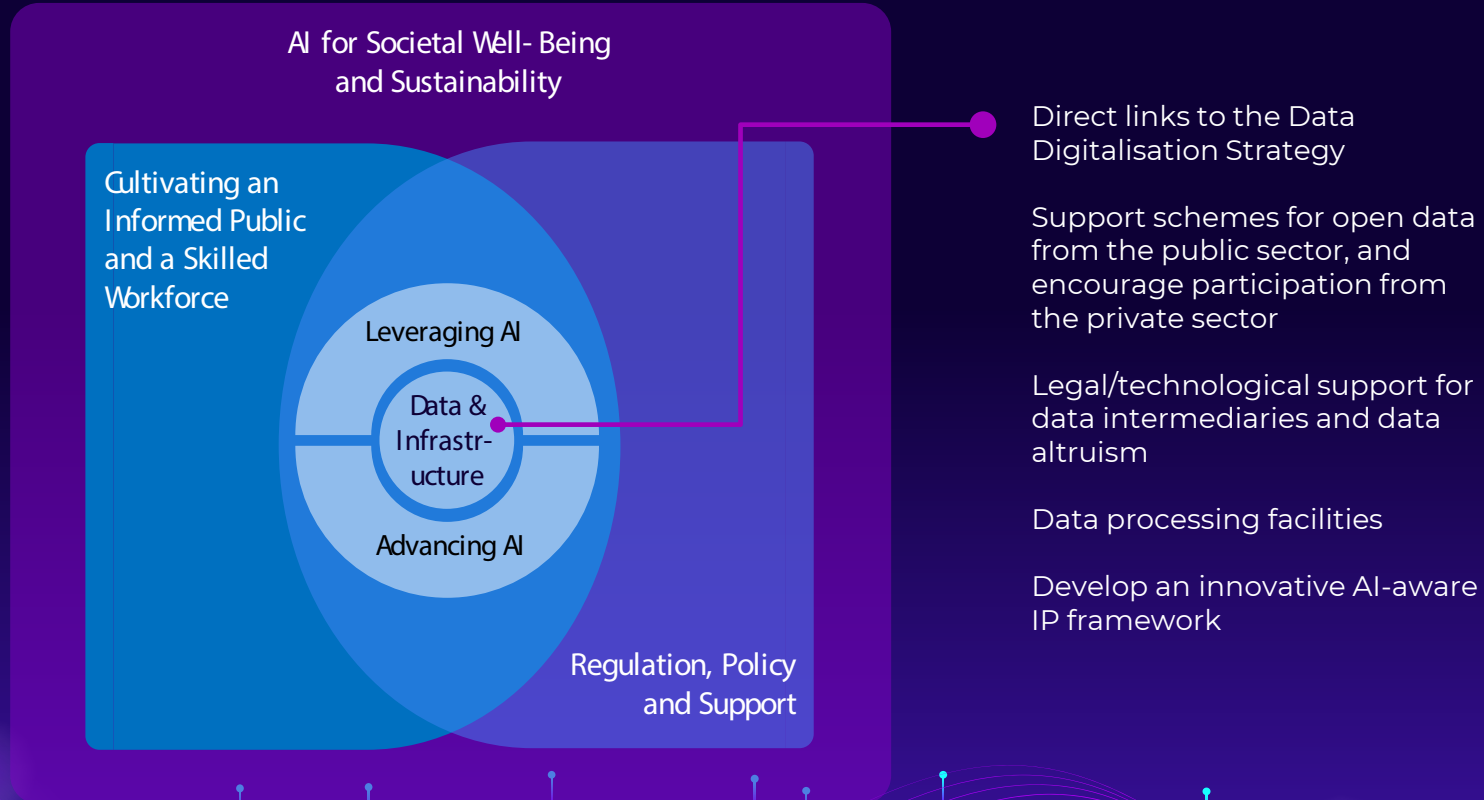 AI for Societal Well-Being
and Sustainability
Cultivating an
Informed Public
and a Skilled
Workforce
Leveraging AI
Data &
Infrastr-
ucture
Advancing AI
Regulation, Policy
and Support
Direct links to the Data
Digitalisation Strategy
Support schemes for open data
from the public sector, and
encourage participation from
the private sector
Legal/technological support for
data intermediaries and data
altruism
Data processing facilities
Develop an innovative AI-aware
IP framework